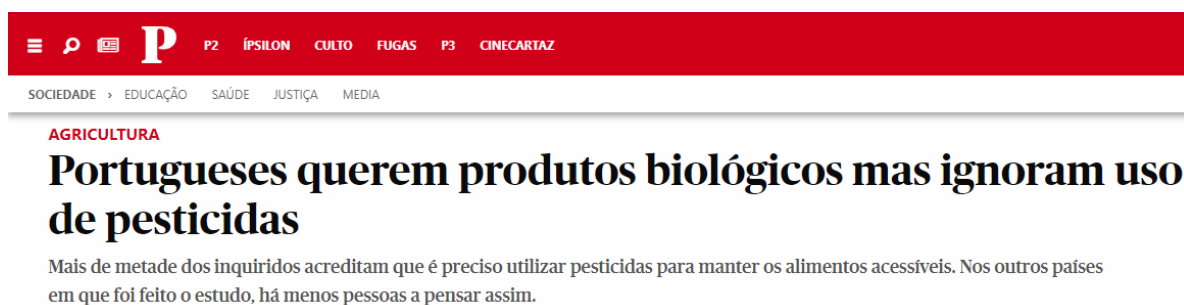 P P2 ÍPSILON CULTO FUGAS P3 CINECARTAZ
SOCIEDADE › EDUCAÇÃO SAÚDE JUSTIÇA MEDIA
AGRICULTURA
Portugueses querem produtos biológicos mas ignoram uso
de pesticidas
Mais de metade dos inquiridos acreditam que é preciso utilizar pesticidas para manter os alimentos acessíveis. Nos outros países
em que foi feito o estudo, há menos pessoas a pensar assim.